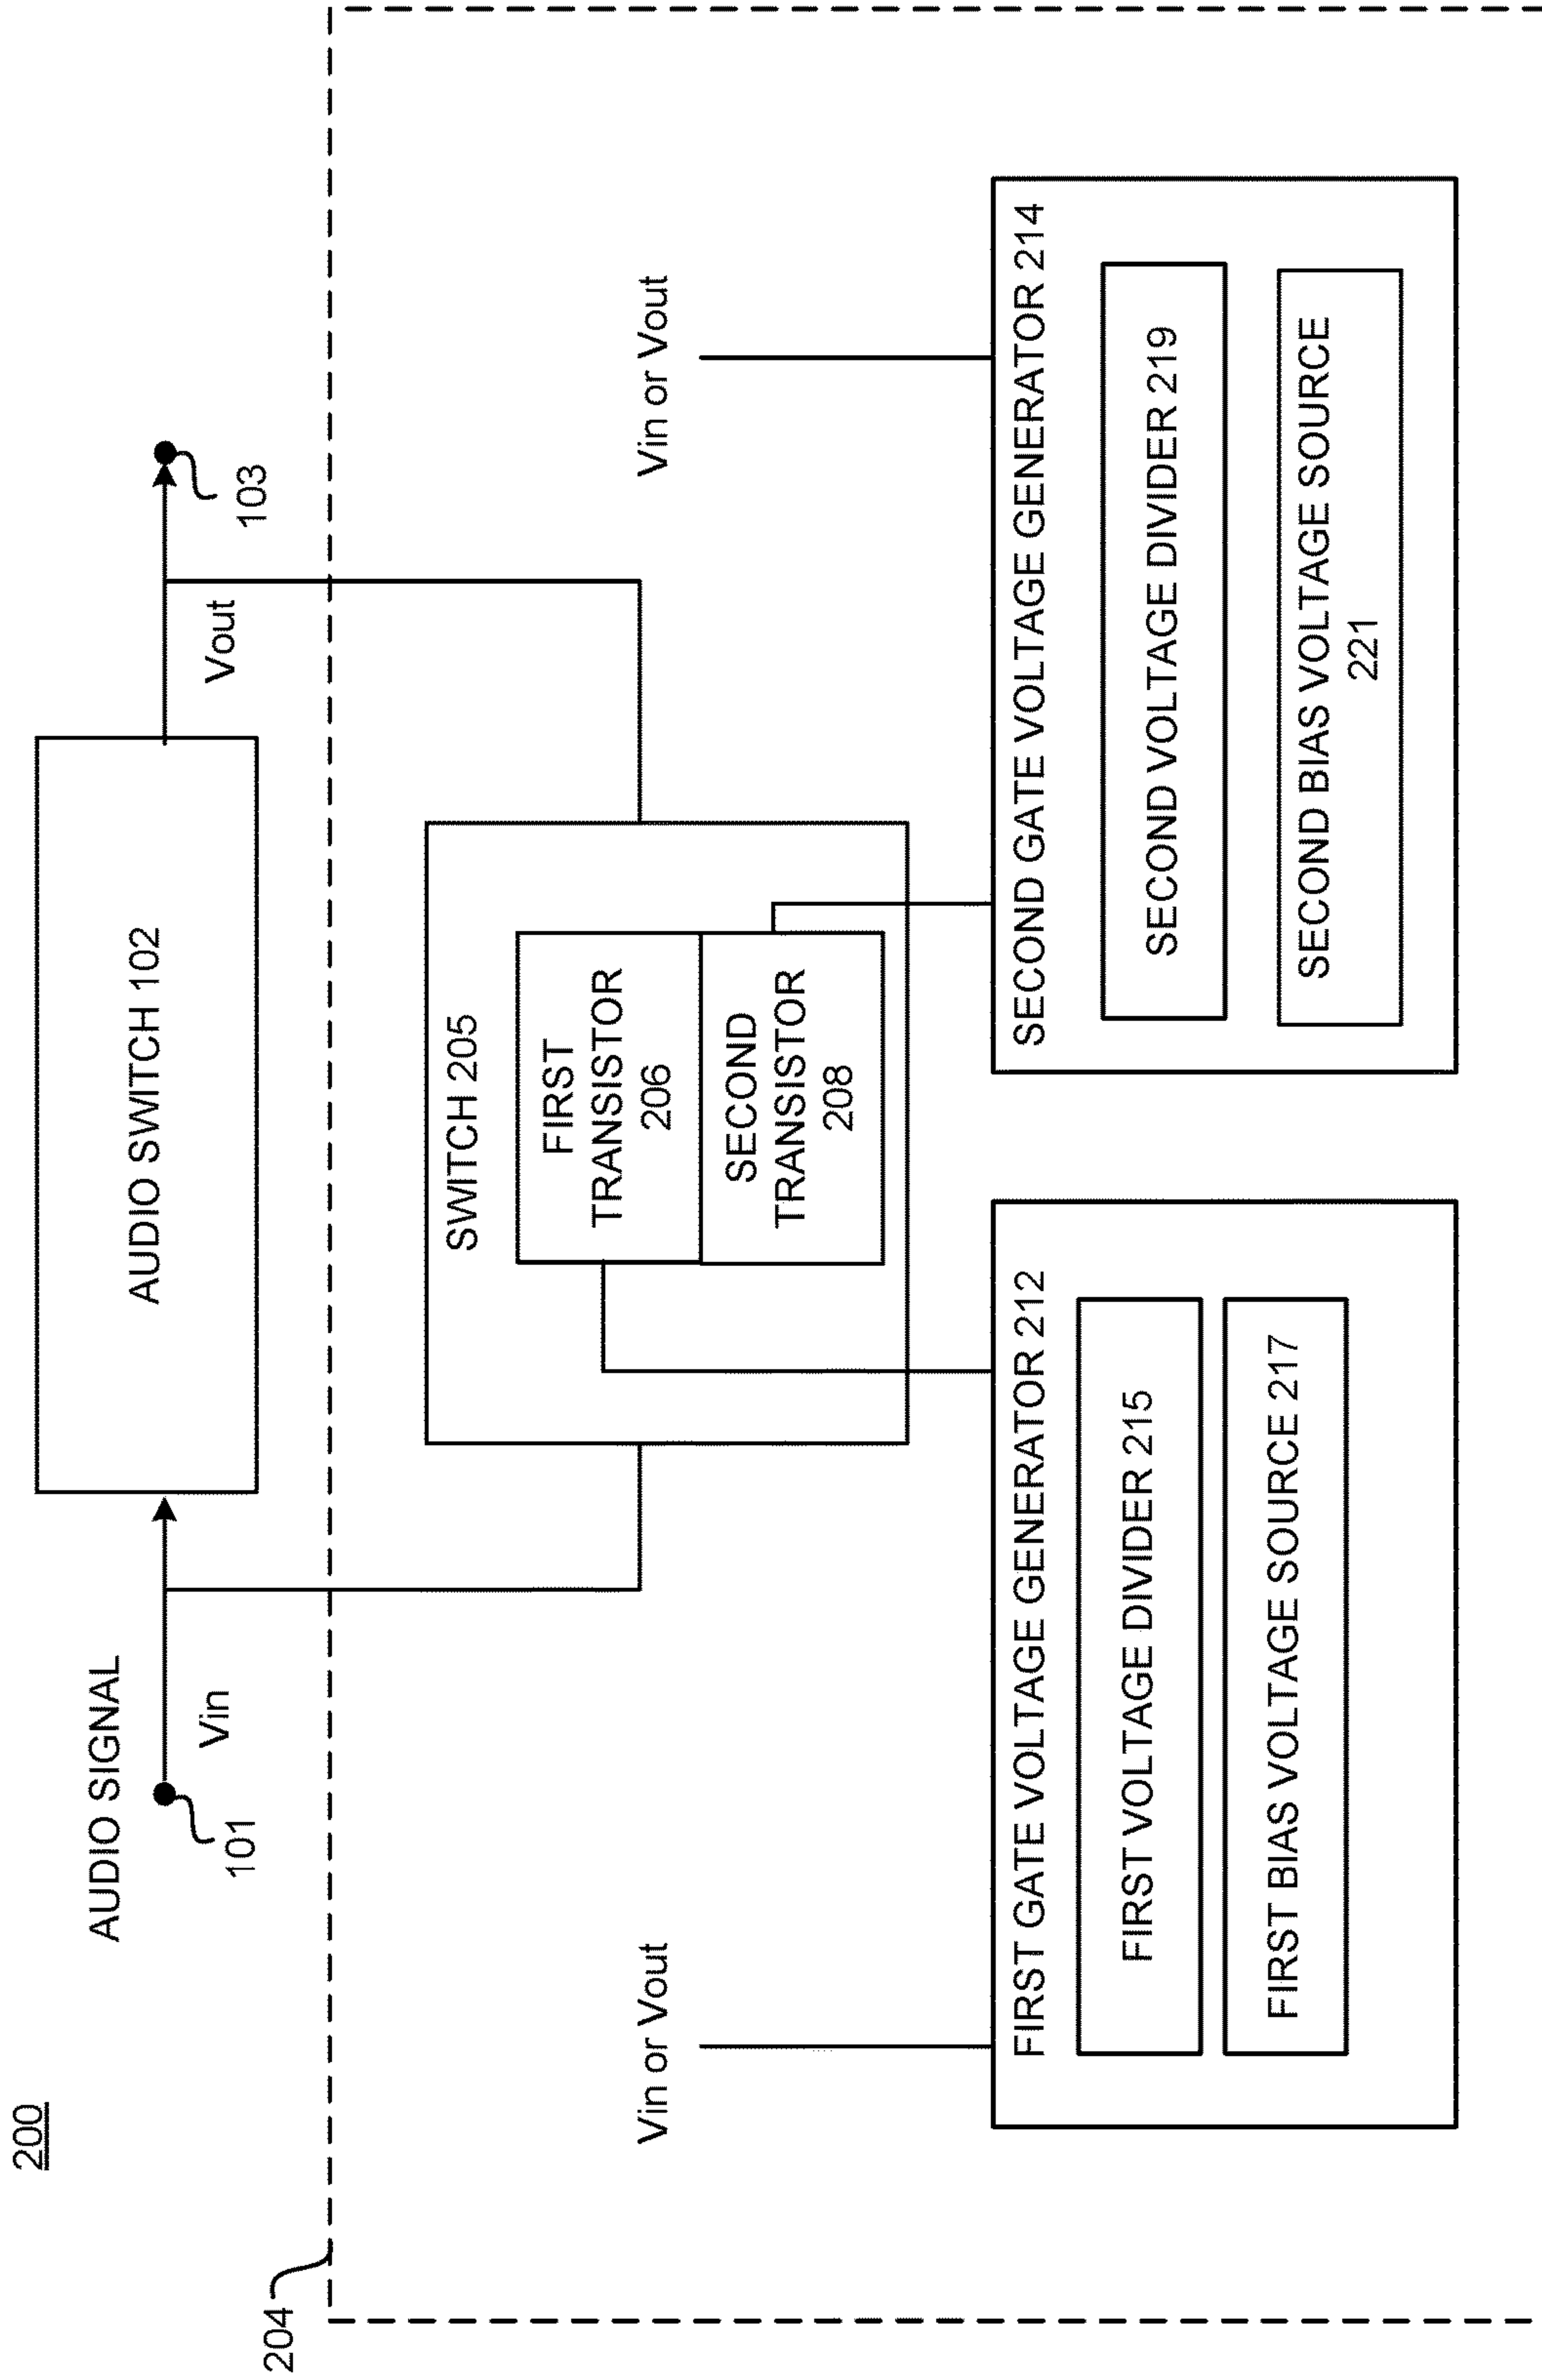 200
AUDIO SIGNAL
101
Vin
AUDIO SWITCH 102
Vout
103
204
SWITCH 205
FIRST
TRANSISTOR
206
SECOND
TRANSISTOR
208
Vin or Vout
Vin or Vout
FIRST GATE VOLTAGE GENERATOR 212
FIRST VOLTAGE DIVIDER 215
FIRST BIAS VOLTAGE SOURCE 217
SECOND GATE VOLTAGE GENERATOR 214
SECOND VOLTAGE DIVIDER 219
SECOND BIAS VOLTAGE SOURCE
221